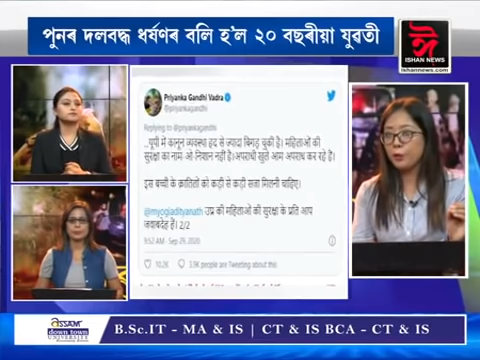 পুনৰ দলবদ্ধ ধৰ্ষণৰ বলি হ'ল ২০ বছৰীয়া যুৱতী
ঈ
ISHAN NEWS
ishannews.com
Priyanka Gandhi Vadra
@priyankagandhi
Replying to @priyankagandhi
...यूपी में कानून व्यवस्था हद से ज्यादा बिगड़ चुकी है। महिलाओं की
सुरक्षा का नाम-ओ-निशान नहीं है।अपराधी खुले आम अपराध कर रहे हैं।
इस बच्ची के क़ातिलों को कड़ी से कड़ी सजा मिलनी चाहिए।
@myogiadityanath उप्र की महिलाओं की सुरक्षा के प्रति आप
जवाबदेह हैं। 2/2
9:52 AM - Sep 29, 2020
10.2K 3.9K people are Tweeting about this
assam
down town
UNIVERSITY
B.Sc.IT - MA & IS | CT & IS BCA - CT & IS